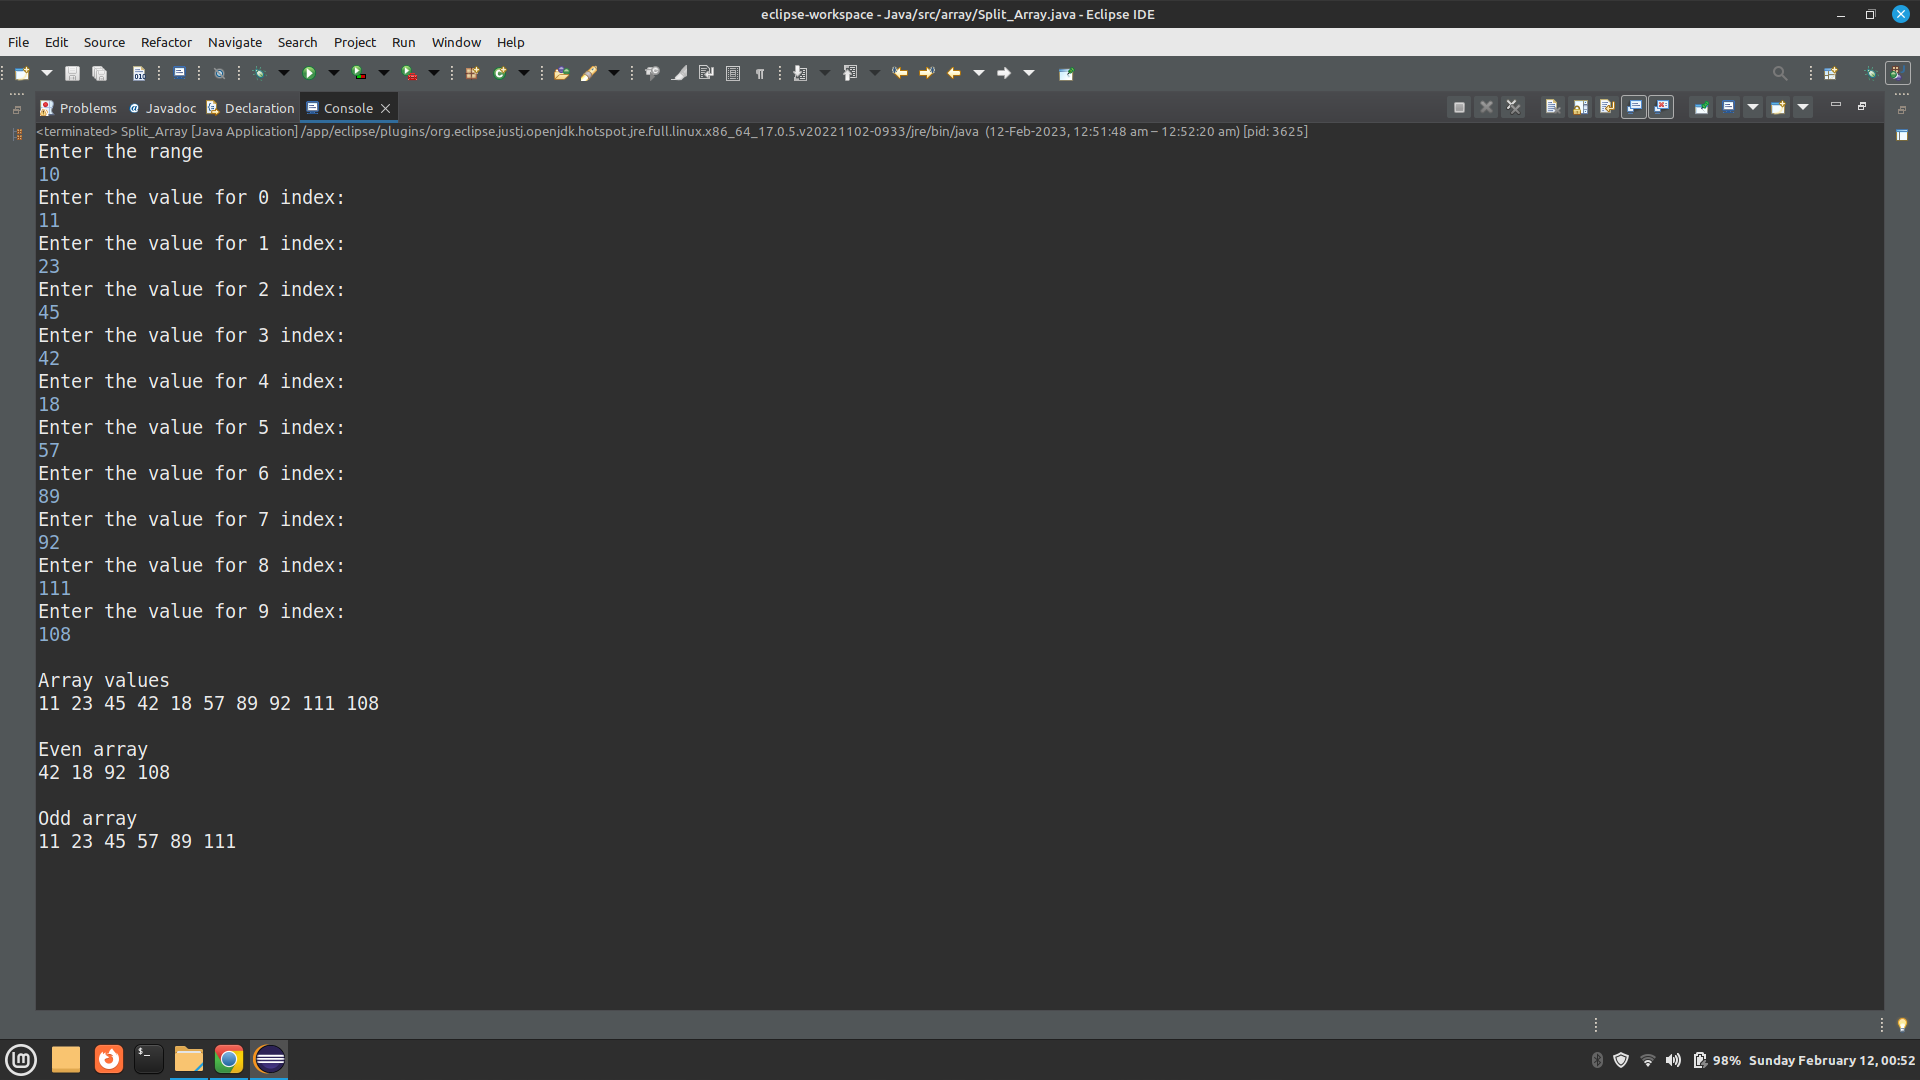 eclipse-workspace - Java/src/array/Split_Array.java - Eclipse IDE
File Edit Source Refactor Navigate Search Project Run Window Help
Problems Javadoc Declaration Console
<terminated> Split_Array [Java Application] /app/eclipse/plugins/org.eclipse.justj.openjdk.hotspot.jre.full.linux.x86_64_17.0.5.v20221102-0933/jre/bin/java (12-Feb-2023, 12:51:48 am – 12:52:20 am) [pid: 3625]
Enter the range
10
Enter the value for 0 index:
11
Enter the value for 1 index:
23
Enter the value for 2 index:
45
Enter the value for 3 index:
42
Enter the value for 4 index:
18
Enter the value for 5 index:
57
Enter the value for 6 index:
89
Enter the value for 7 index:
92
Enter the value for 8 index:
111
Enter the value for 9 index:
108
Array values
11 23 45 42 18 57 89 92 111 108
Even array
42 18 92 108
Odd array
11 23 45 57 89 111
98% Sunday February 12, 00:52